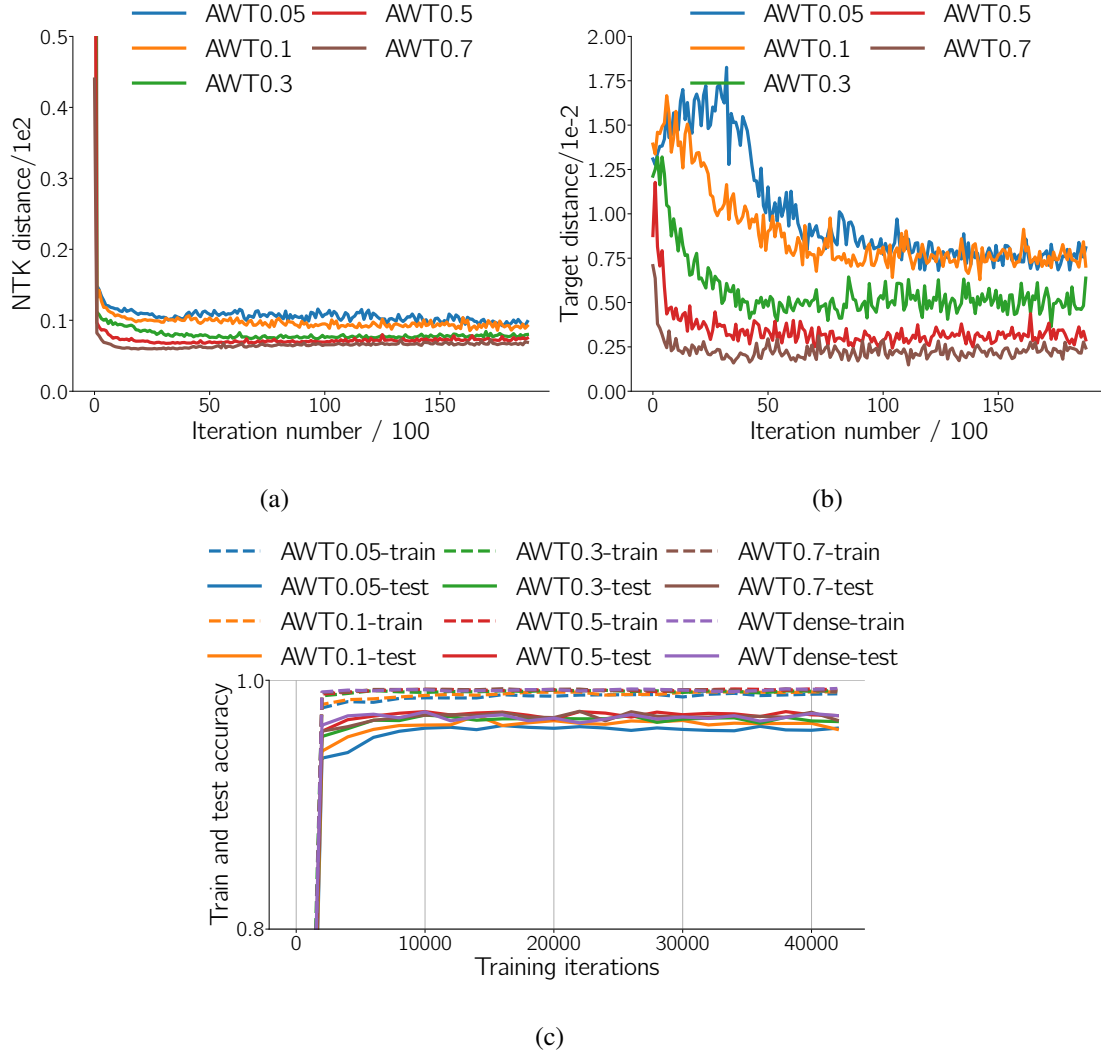 AWT0.05 AWT0.5
AWT0.1 AWT0.7
AWT0.3
0.5
0.4
0.3
0.2
0.1
0.0
NTK distance/1e2
0 50 100 150
Iteration number / 100
(a)
AWT0.05 AWT0.5
AWT0.1 AWT0.7
AWT0.3
2.00
1.75
1.50
1.25
1.00
0.75
0.50
0.25
0.00
Target distance/1e-2
0 50 100 150
Iteration number / 100
(b)
AWT0.05-train AWT0.3-train AWT0.7-train
AWT0.05-test AWT0.3-test AWT0.7-test
AWT0.1-train AWT0.5-train AWTdense-train
AWT0.1-test AWT0.5-test AWTdense-test
1.0
0.8
Train and test accuracy
0 10000 20000 30000 40000
Training iterations
(c)